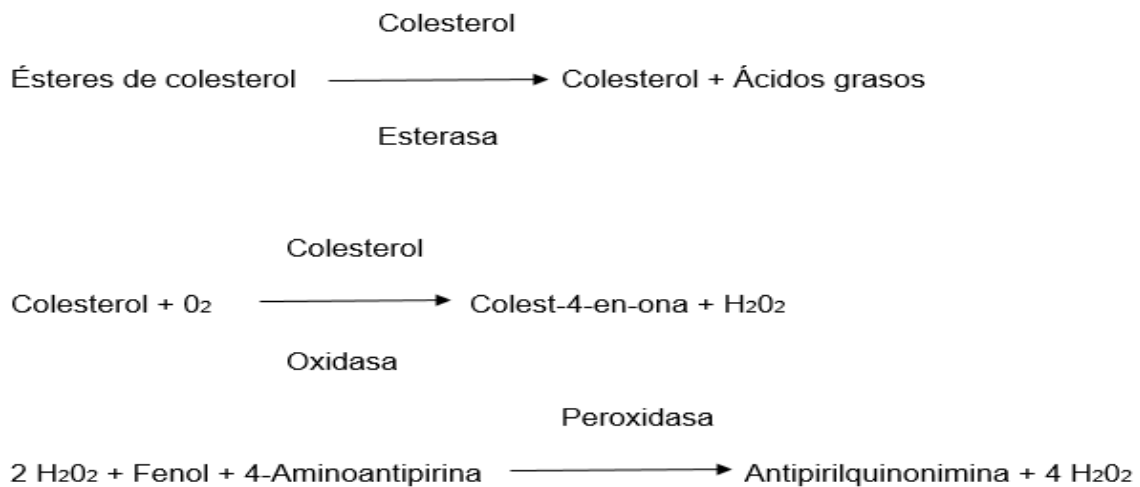 Colesterol
Ésteres de colesterol Colesterol + Ácidos grasos
Esterasa
Colesterol
Colesterol + 0₂ Colest-4-en-ona + H₂0₂
Oxidasa
Peroxidasa
2 H₂0₂ + Fenol + 4-Aminoantipirina Antipirilquinonimina + 4 H₂0₂